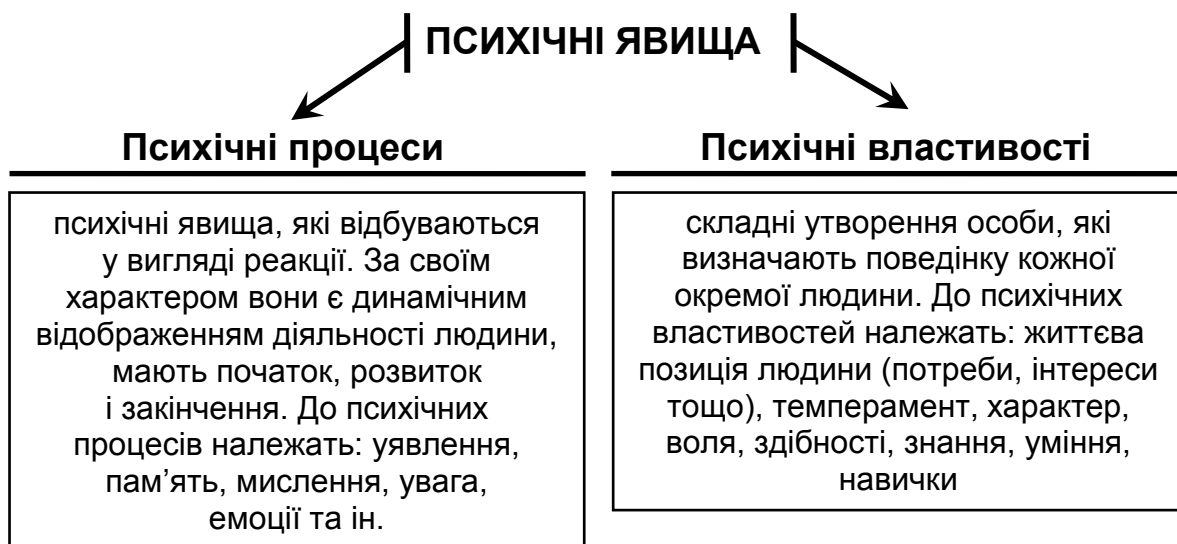 ПСИХІЧНІ ЯВИЩА
Психічні процеси
психічні явища, які відбуваються
у вигляді реакції. За своїм
характером вони є динамічним
відображенням діяльності людини,
мають початок, розвиток
і закінчення. До психічних
процесів належать: уявлення,
пам’ять, мислення, увага,
емоції та ін.
Психічні властивості
складні утворення особи, які
визначають поведінку кожної
окремої людини. До психічних
властивостей належать: життєва
позиція людини (потреби, інтереси
тощо), темперамент, характер,
воля, здібності, знання, уміння,
навички